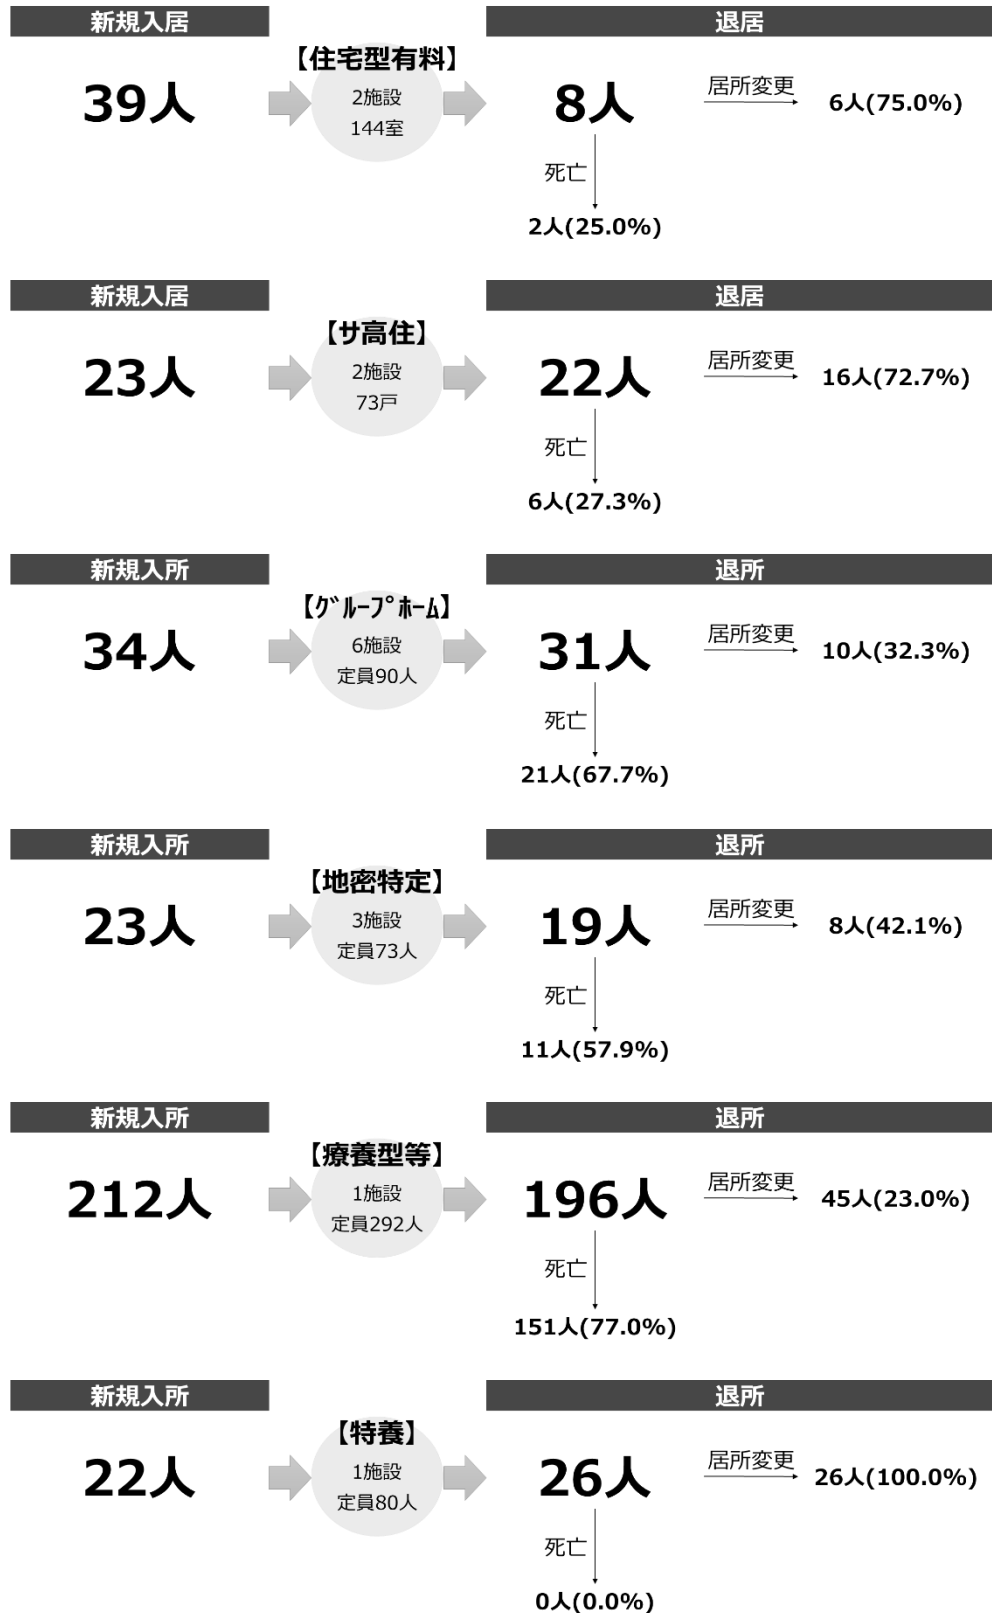 新規入居
退居
【住宅型有料】
39人
2施設
144室
8人
居所変更
6人(75.0%)
死亡
2人(25.0%)
新規入居
退居
【サ高住】
23人
2施設
73戸
22人
居所変更
16人(72.7%)
死亡
6人(27.3%)
新規入所
退所
【ｸﾞﾙｰﾌﾟﾎｰﾑ】
34人
6施設
定員90人
31人
居所変更
10人(32.3%)
死亡
21人(67.7%)
新規入所
退所
【地密特定】
23人
3施設
定員73人
19人
居所変更
8人(42.1%)
死亡
11人(57.9%)
新規入所
退所
【療養型等】
212人
1施設
定員292人
196人
居所変更
45人(23.0%)
死亡
151人(77.0%)
新規入所
退所
【特養】
22人
1施設
定員80人
26人
居所変更
26人(100.0%)
死亡
0人(0.0%)